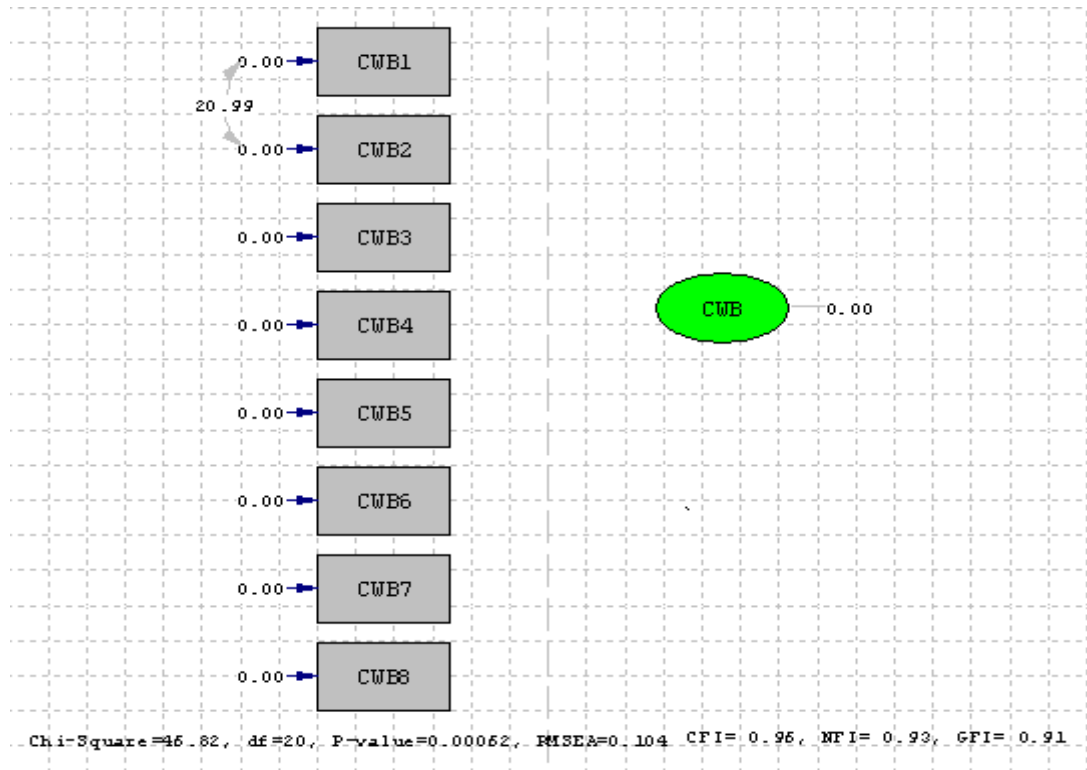 0.00 CWB1
20.99
0.00 CWB2
0.00 CWB3
CWB 0.00
0.00 CWB4
0.00 CWB5
0.00 CWB6
0.00 CWB7
0.00 CWB8
Chi-Square=46.82, df=20, P-value=0.00062, RMSEA=0.104 CFI= 0.96, NFI= 0.93, GFI= 0.91